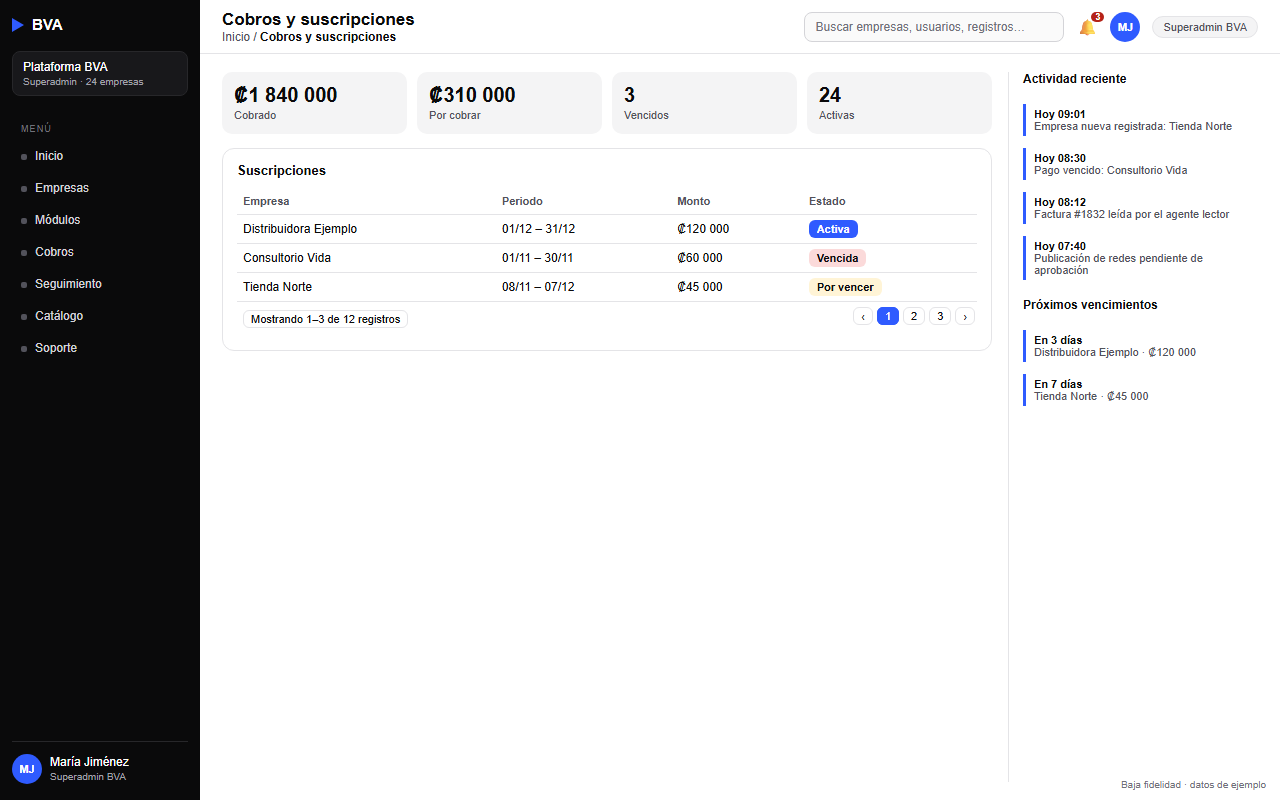 BVA
Plataforma BVA
Superadmin · 24 empresas
MENÚ
Inicio
Empresas
Módulos
Cobros
Seguimiento
Catálogo
Soporte
MJ
María Jiménez
Superadmin BVA
Cobros y suscripciones
Inicio / Cobros y suscripciones
Buscar empresas, usuarios, registros…
3
MJ
Superadmin BVA
₡1 840 000
Cobrado
₡310 000
Por cobrar
3
Vencidos
24
Activas
Suscripciones
Empresa Periodo Monto Estado
Distribuidora Ejemplo 01/12 – 31/12 ₡120 000 Activa
Consultorio Vida 01/11 – 30/11 ₡60 000 Vencida
Tienda Norte 08/11 – 07/12 ₡45 000 Por vencer
Mostrando 1–3 de 12 registros
‹ 1 2 3 ›
Actividad reciente
Hoy 09:01
Empresa nueva registrada: Tienda Norte
Hoy 08:30
Pago vencido: Consultorio Vida
Hoy 08:12
Factura #1832 leída por el agente lector
Hoy 07:40
Publicación de redes pendiente de
aprobación
Próximos vencimientos
En 3 días
Distribuidora Ejemplo · ₡120 000
En 7 días
Tienda Norte · ₡45 000
Baja fidelidad · datos de ejemplo